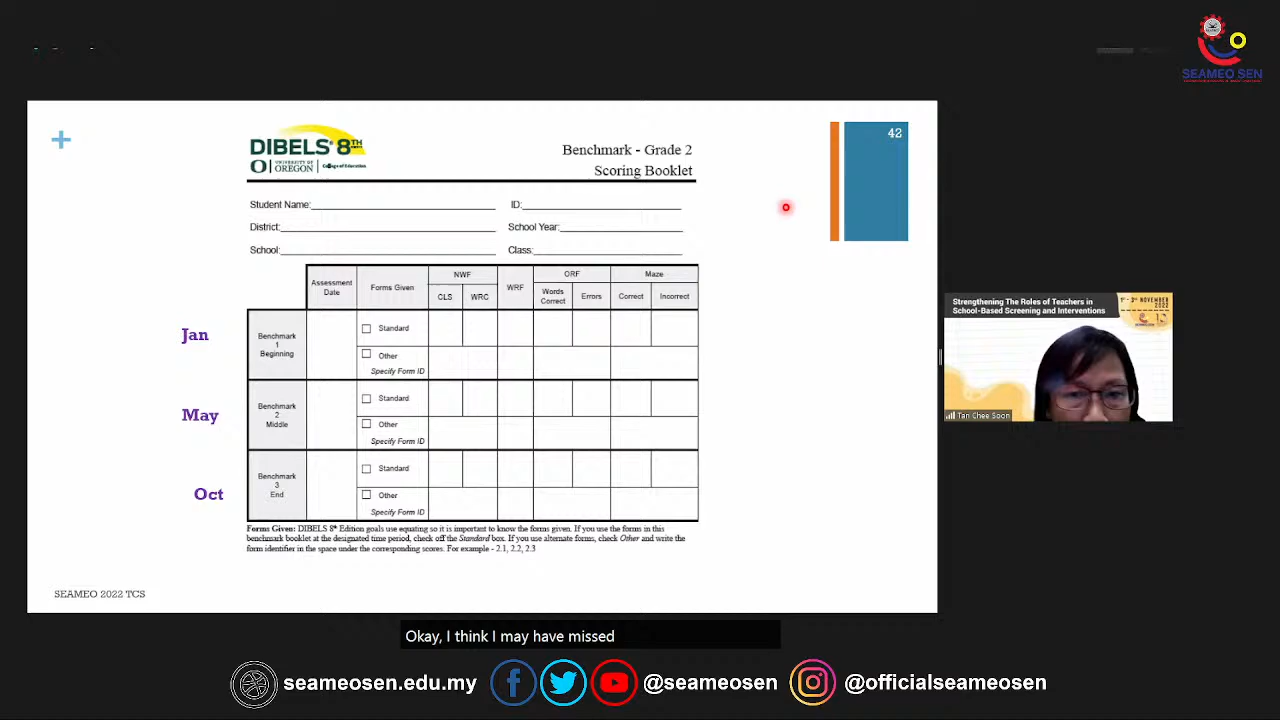 SEAMEO SEN
42
DIBELS® 8TH
UNIVERSITY OF OREGON College of Education
Benchmark - Grade 2
Scoring Booklet
Student Name: ID:
District: School Year:
School: Class:
Assessment Date
Forms Given
NWF
CLS WRC
WRF
ORF
Words Correct Errors
Maze
Correct Incorrect
Jan
Benchmark
1
Beginning
Standard
Other
Specify Form ID
May
Benchmark
2
Middle
Standard
Other
Specify Form ID
Oct
Benchmark
3
End
Standard
Other
Specify Form ID
Forms Given: DIBELS 8th Edition goals use equating so it is important to know the forms given. If you use the forms in this
benchmark booklet at the designated time period, check off the Standard box. If you use alternate forms, check Other and write the
form identifier in the space under the corresponding scores. For example - 2.1, 2.2, 2.3
SEAMEO 2022 TCS
Strengthening The Roles of Teachers in
School-Based Screening and Interventions
1st - 3rd NOVEMBER
2022
Tan Chee Soon
Okay, I think I may have missed
seameosen.edu.my @seameosen @officialseameosen